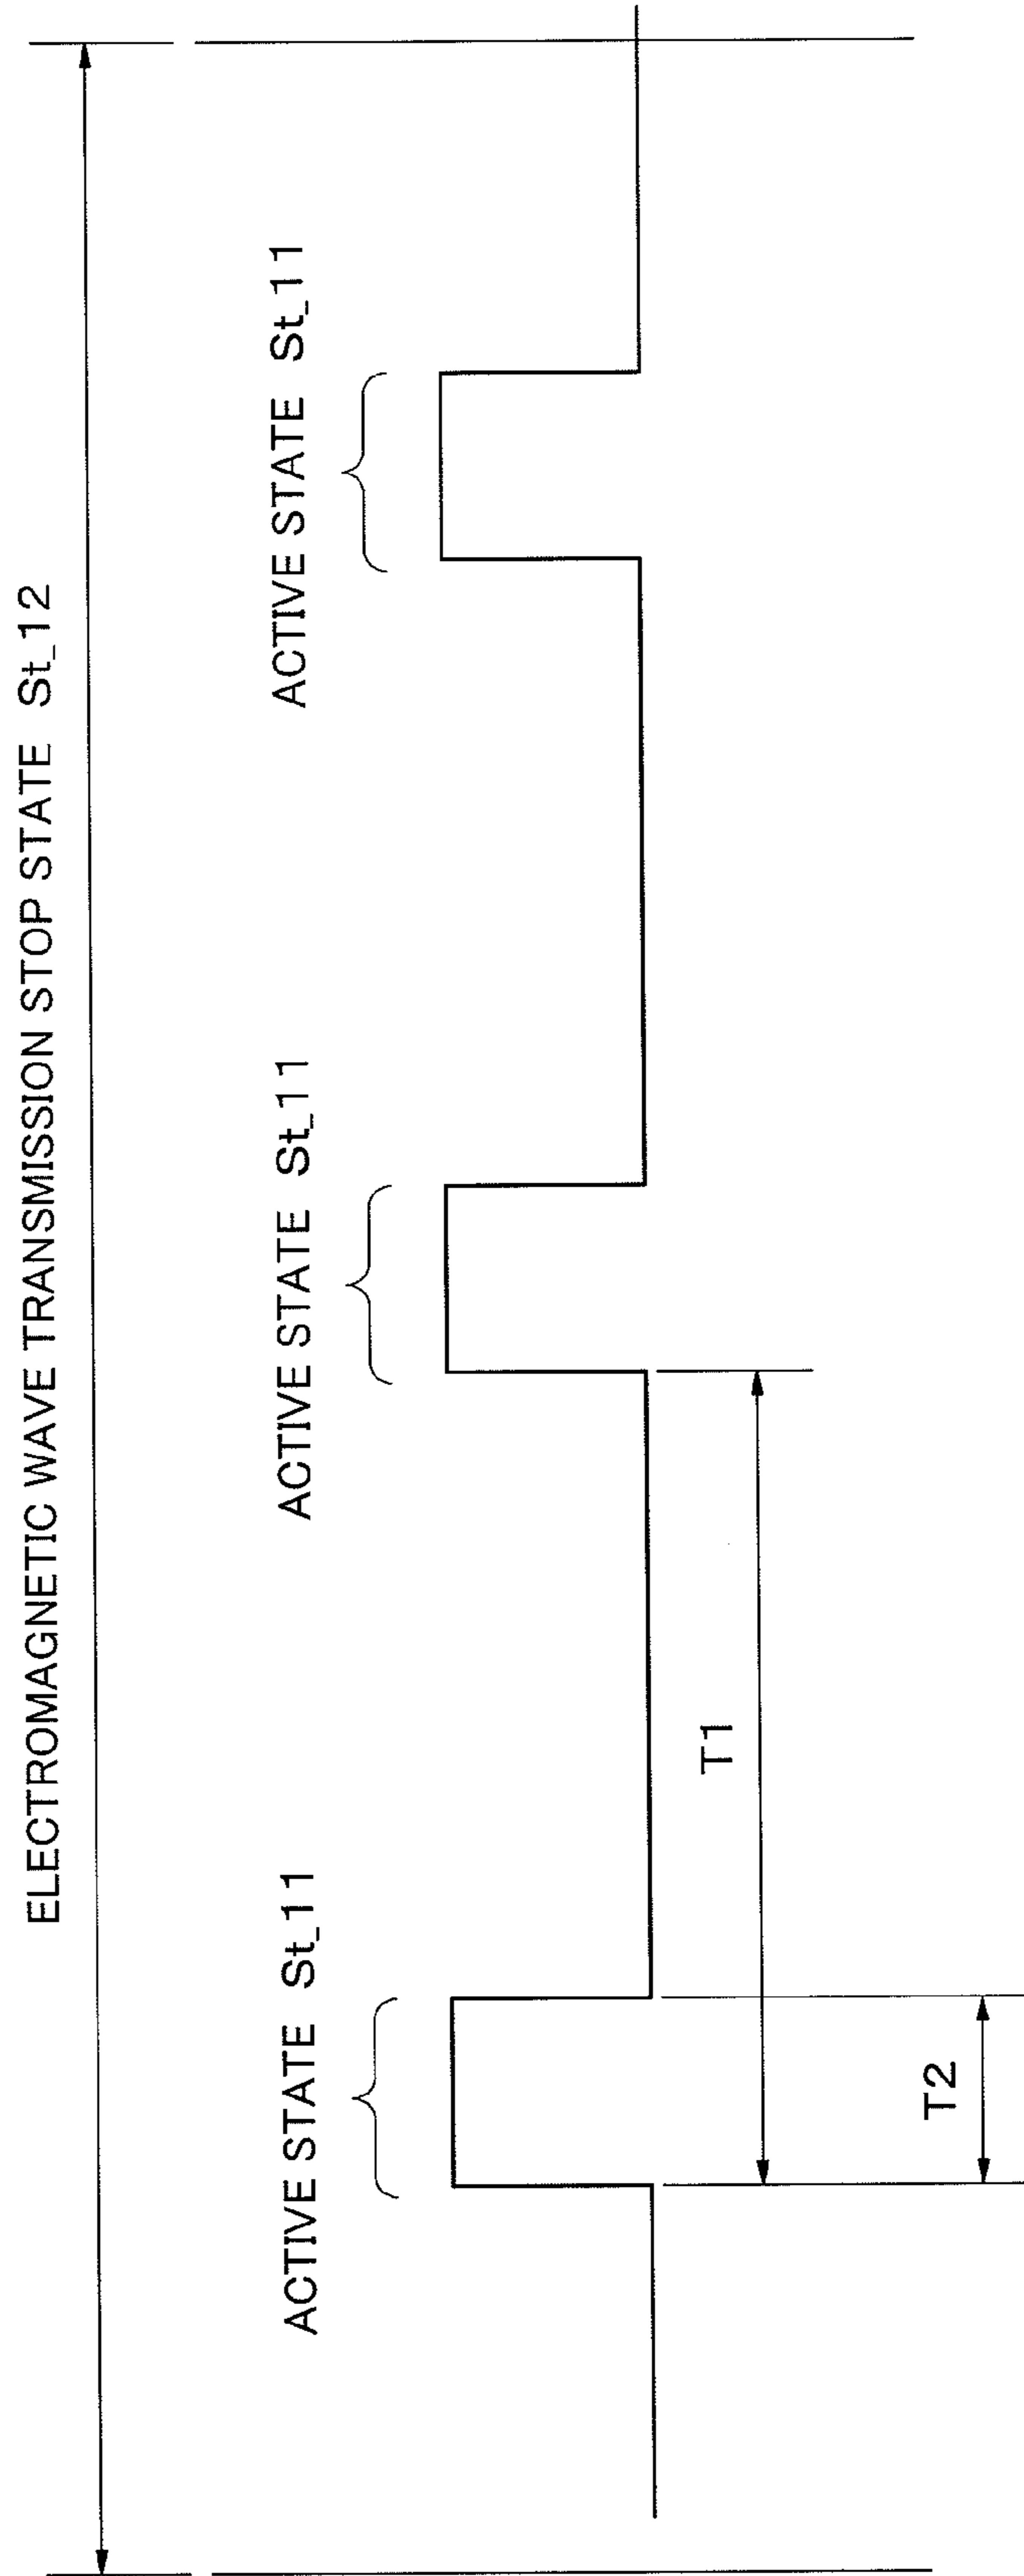 ELECTROMAGNETIC WAVE TRANSMISSION STOP STATE St_12
ACTIVE STATE St_11
ACTIVE STATE St_11
ACTIVE STATE St_11
T1
T2